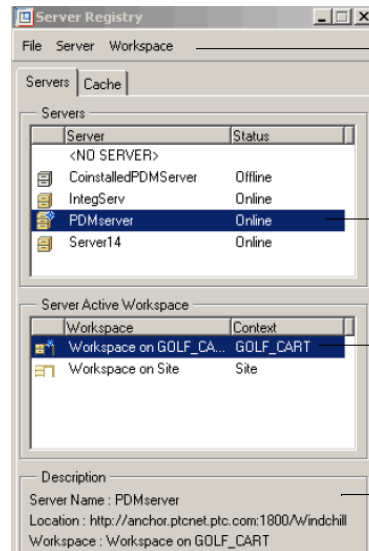 Server Registry
File Server Workspace
Servers Cache
Servers
Server Status
<NO SERVER>
CoinstalledPDMServer Offline
IntegServ Online
PDMserver Online
Server14 Online
Server Active Workspace
Workspace Context
Workspace on GOLF_CA... GOLF_CART
Workspace on Site Site
Description
Server Name : PDMserver
Location : http://anchor.ptcnet.ptc.com:1800/Windchill
Workspace : Workspace on GOLF_CART